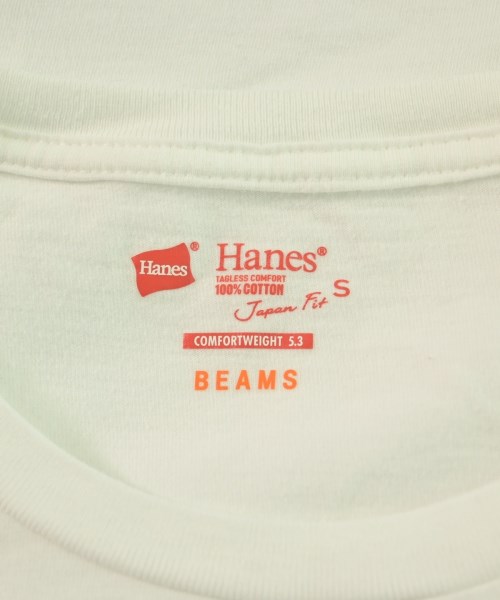 Hanes®
Hanes®
TAGLESS COMFORT
100% COTTON
Japan Fit
S
COMFORTWEIGHT 5.3
BEAMS